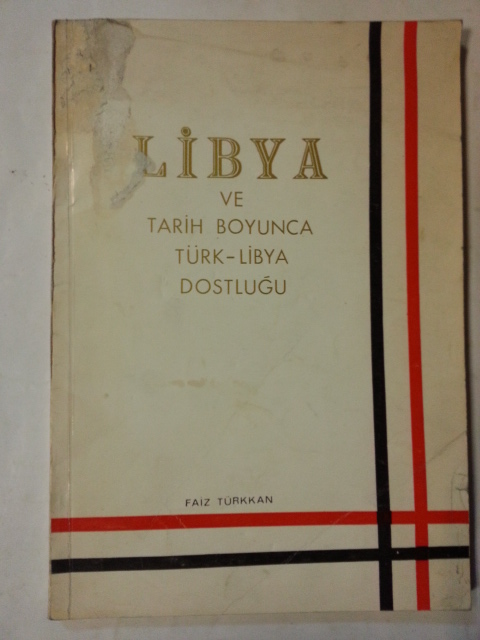 LİBYA
VE
TARİH BOYUNCA
TÜRK-LİBYA
DOSTLUĞU
FAİZ TÜRKKAN